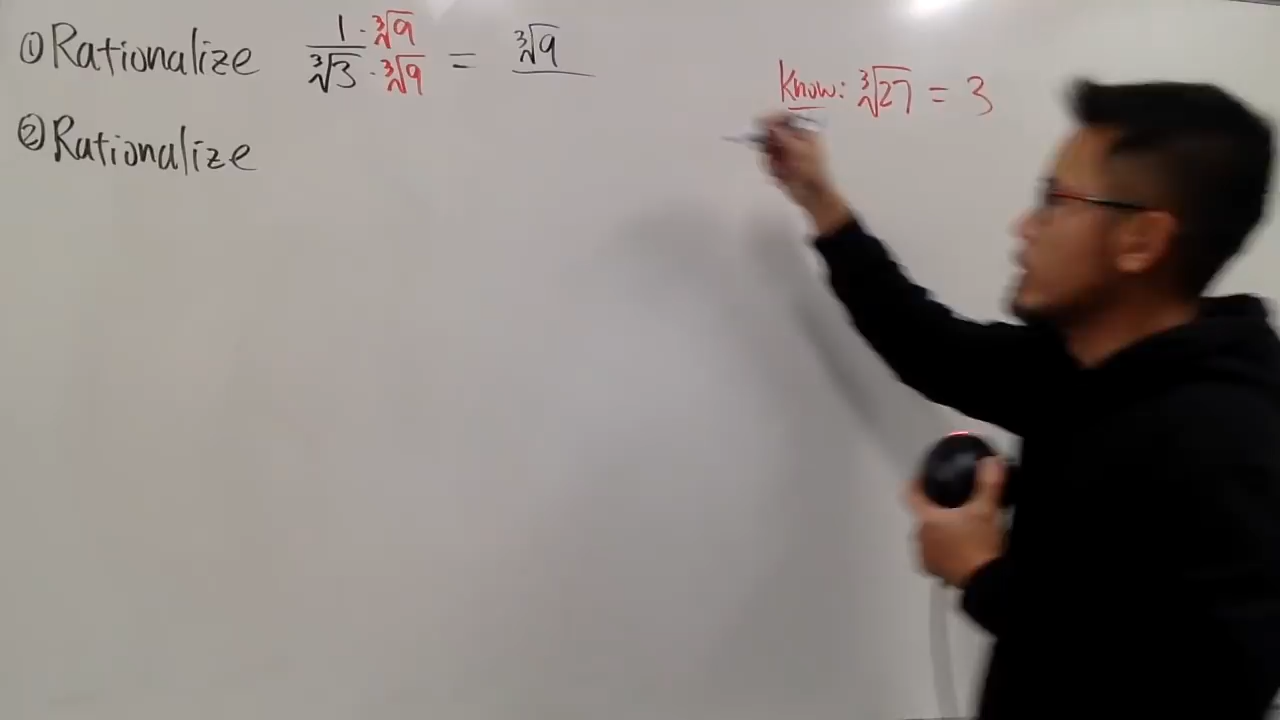 ① Rationalize (1·∛9)/(∛3·∛9) = ∛9
Know: ∛27 = 3
② Rationalize